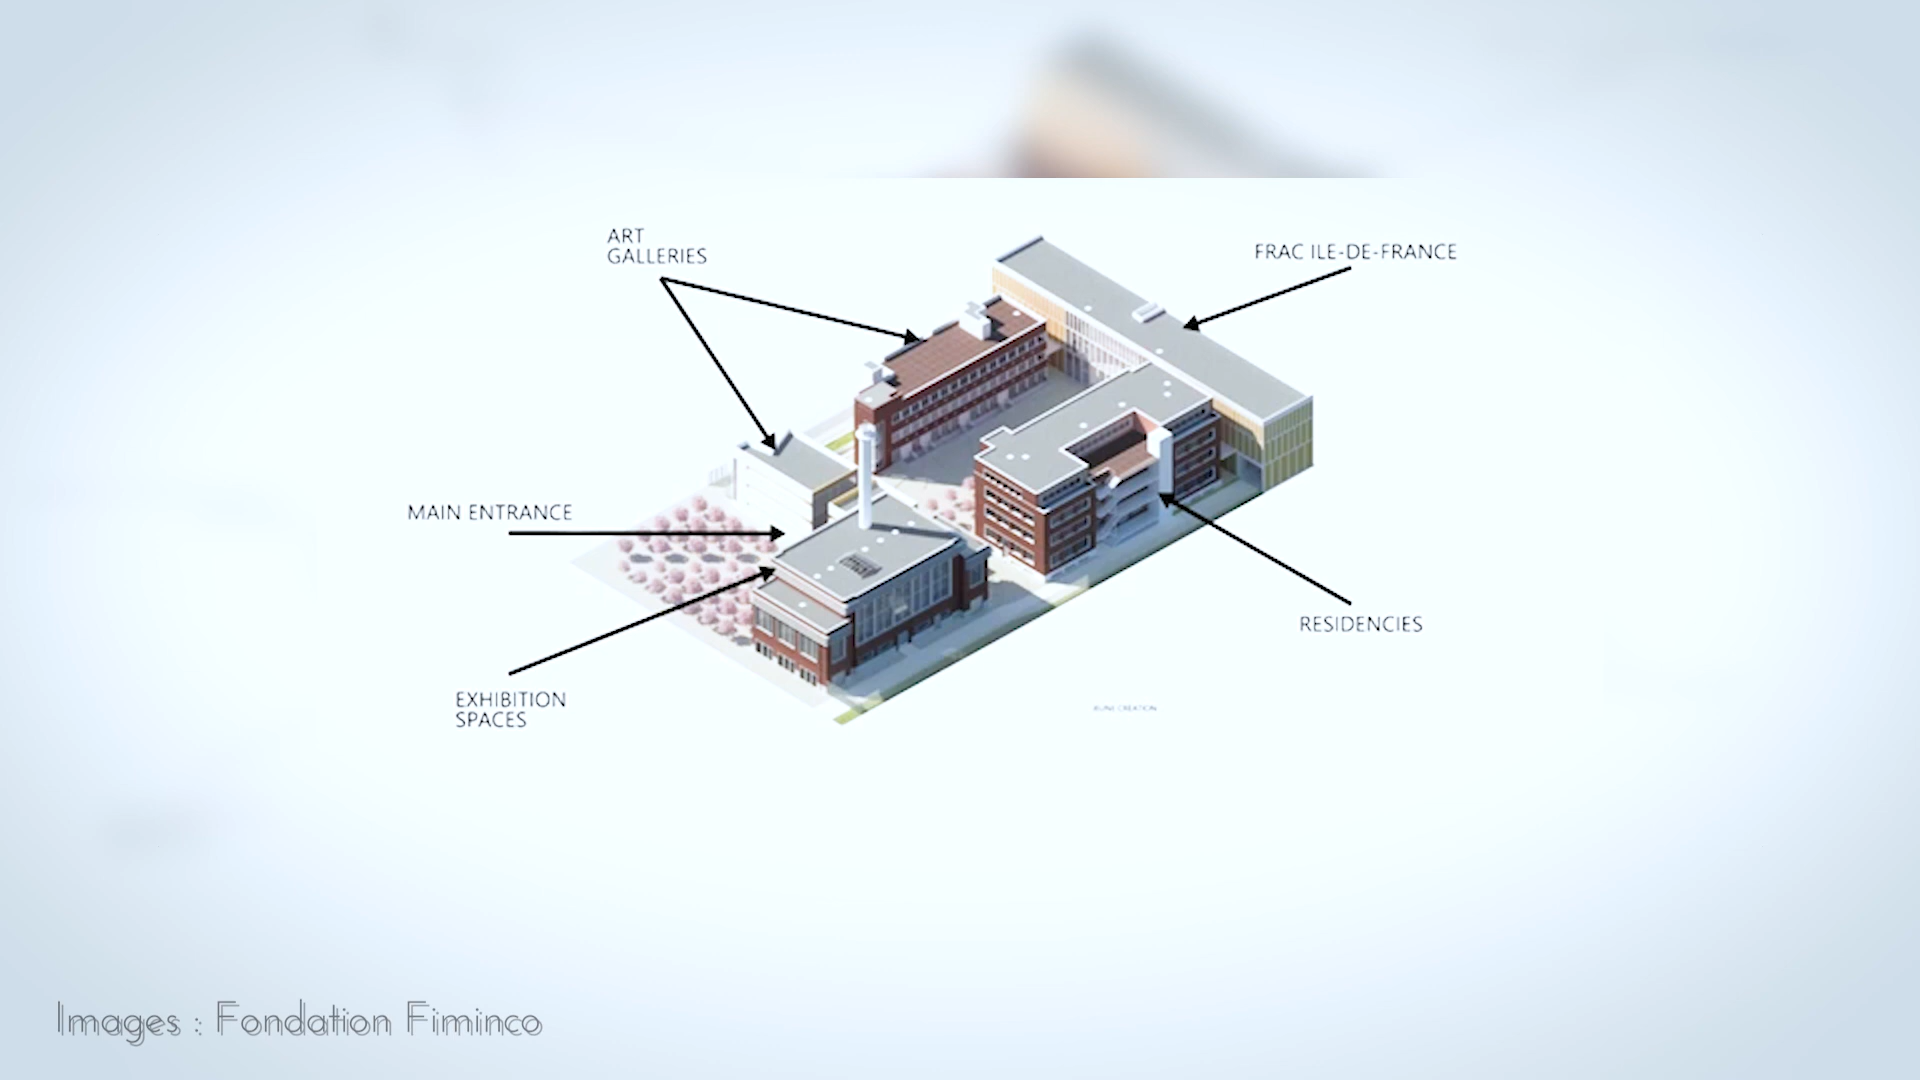 ART
GALLERIES
FRAC ILE-DE-FRANCE
MAIN ENTRANCE
RESIDENCIES
EXHIBITION
SPACES
Images : Fondation Fiminco